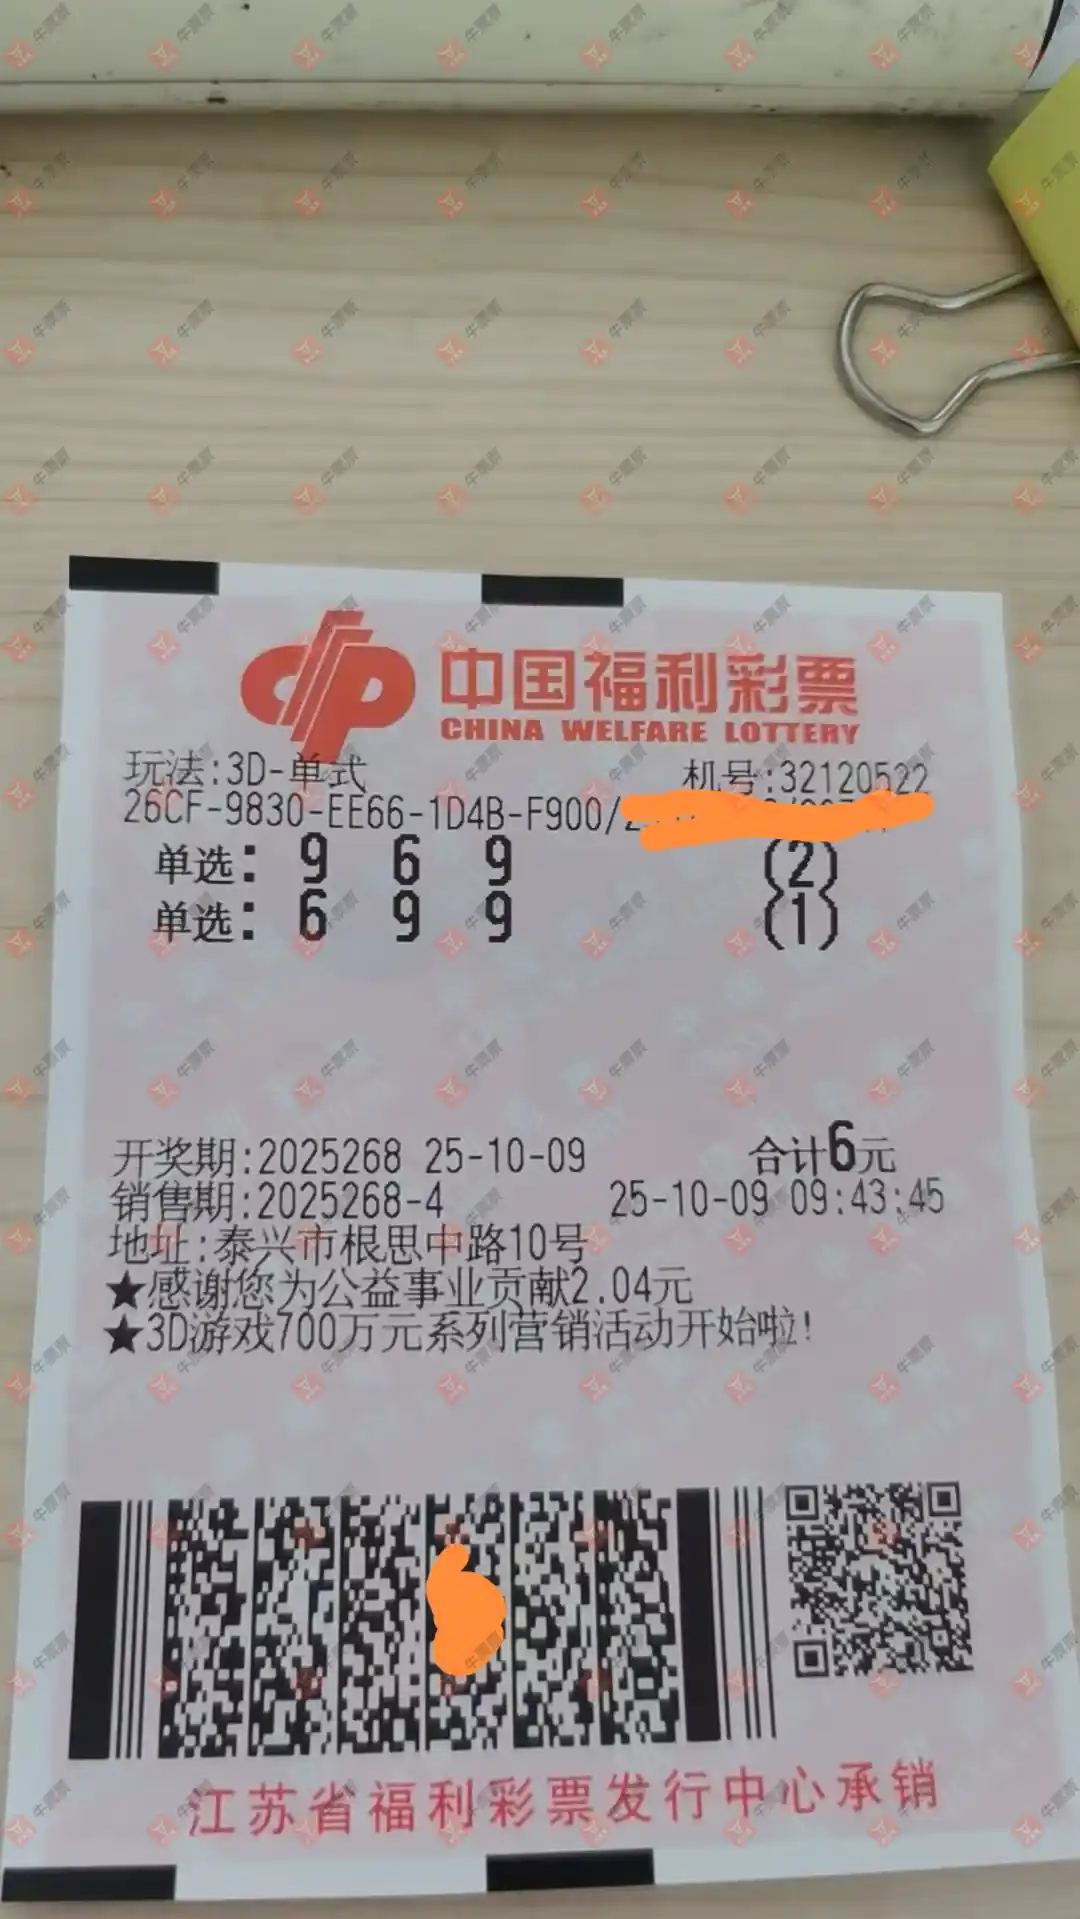 中国福利彩票
CHINA WELFARE LOTTERY
玩法:3D-单式 机号:32120522
26CF-9830-EE66-1D4B-F900/
单选: 9 6 9 (2)
单选: 6 9 9 (1)
开奖期:2025268 25-10-09 合计6元
销售期:2025268-4 25-10-09 09:43:45
地址:泰兴市根思中路10号
★感谢您为公益事业贡献2.04元
★3D游戏700万元系列营销活动开始啦!
江苏省福利彩票发行中心承销
牛票票